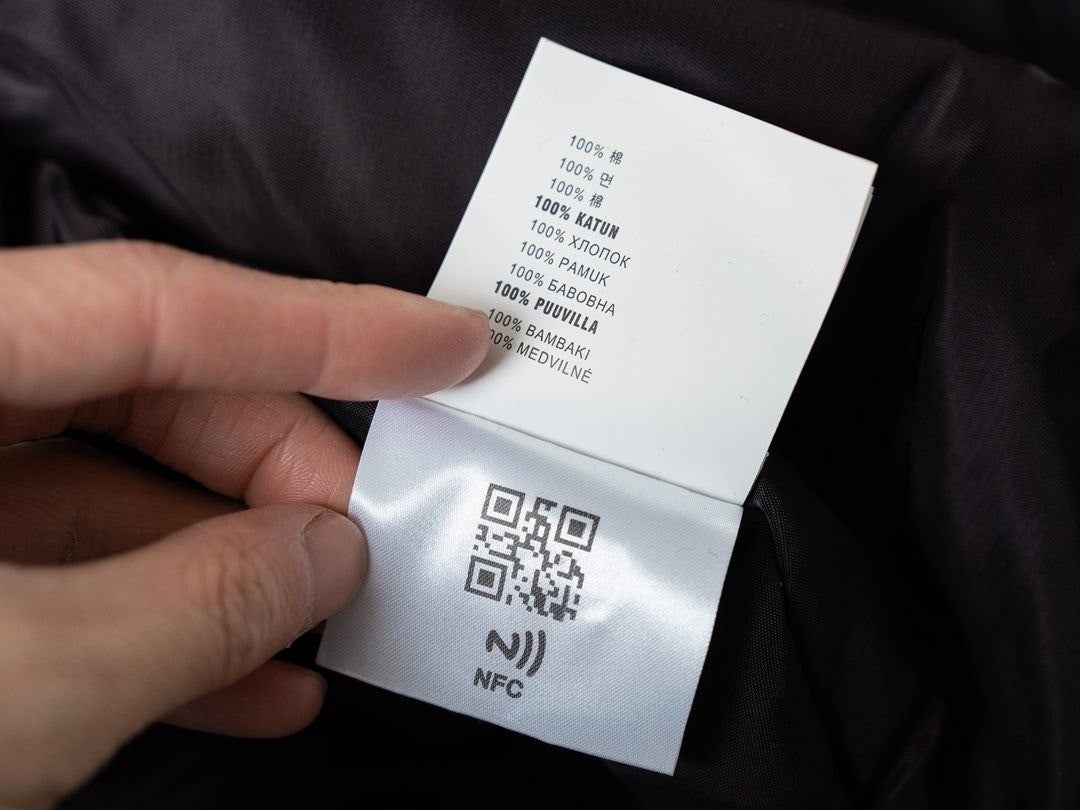 100% 棉
100% 면
100% 棉
100% KATUN
100% ХЛОПОК
100% PAMUK
100% БАВОВНА
100% PUUVILLA
100% BAMBAKI
00% MEDVILNĖ
NFC